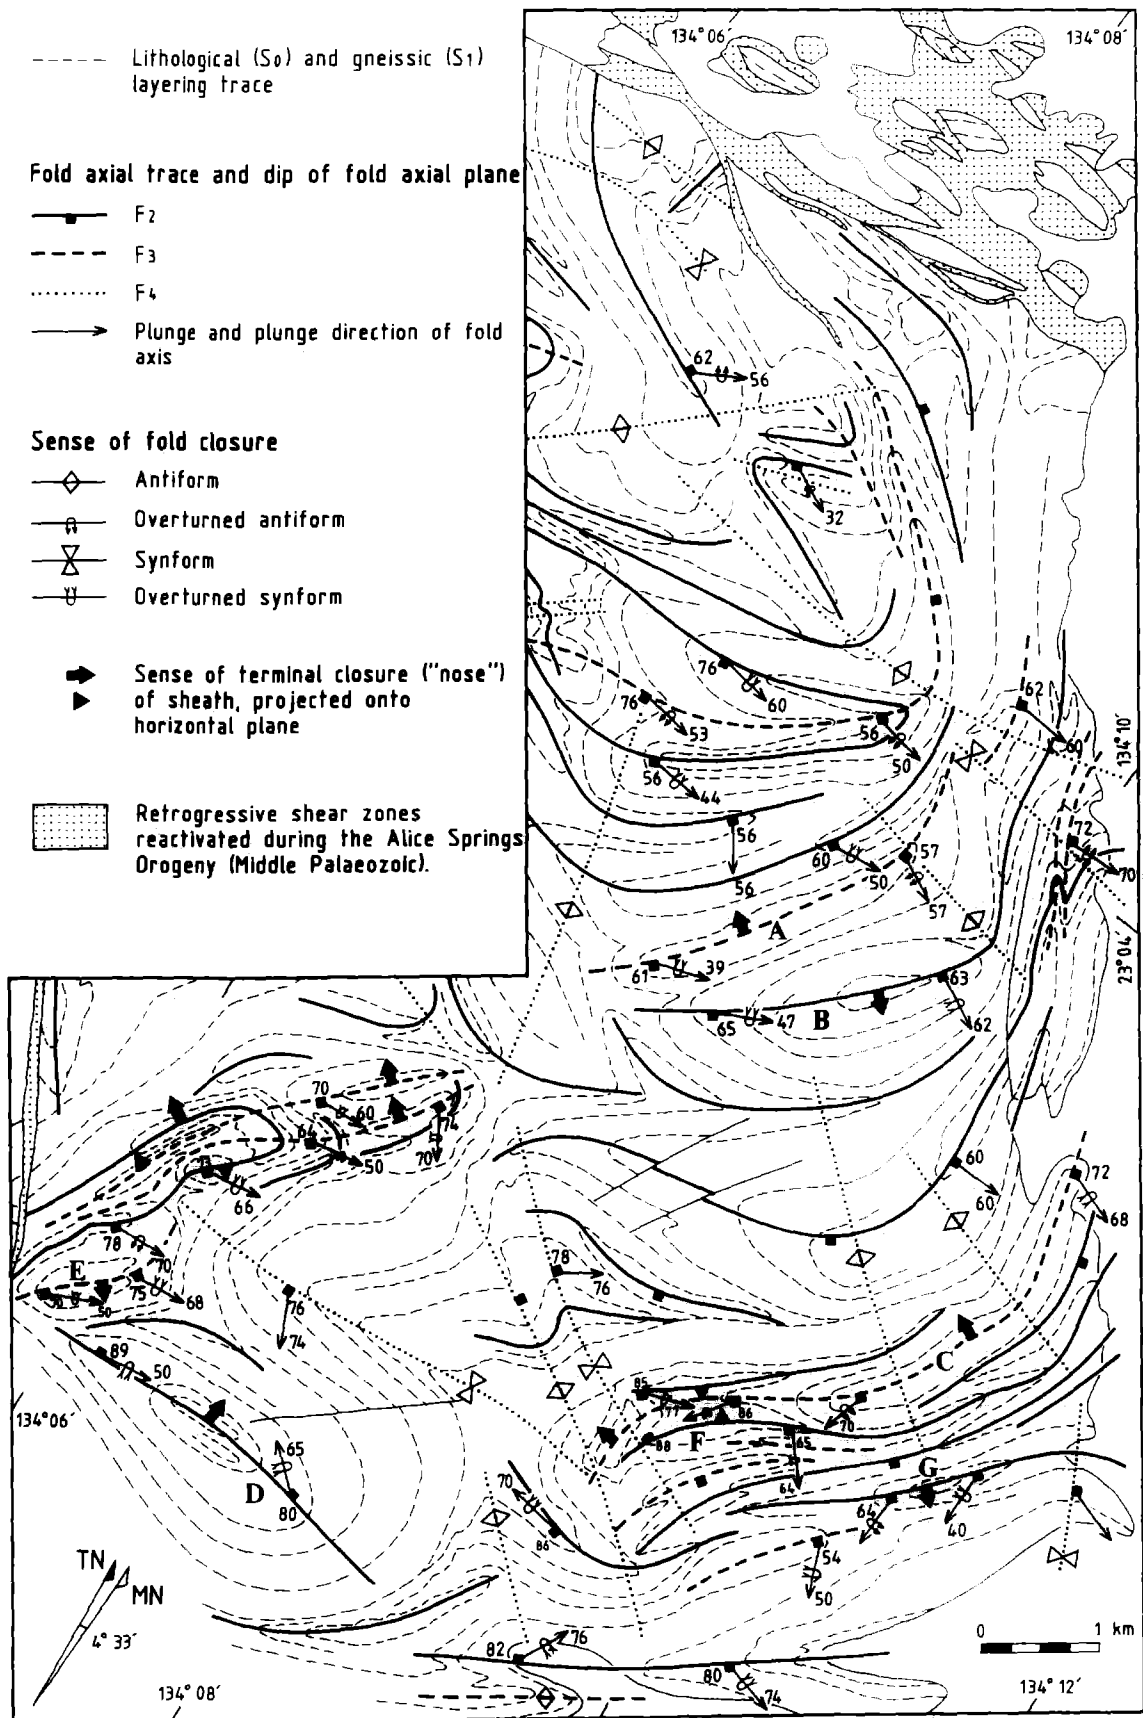 Lithological (S0) and gneissic (S1)
layering trace
Fold axial trace and dip of fold axial plane
F2
F3
F4
Plunge and plunge direction of fold
axis
Sense of fold closure
Antiform
Overturned antiform
Synform
Overturned synform
Sense of terminal closure ("nose")
of sheath, projected onto
horizontal plane
Retrogressive shear zones
reactivated during the Alice Springs
Orogeny (Middle Palaeozoic).
134° 06′
134° 08′
62
56
32
76
60
76
53
56
50
56
44
62
60
134° 10′
56
56
60
50
57
57
72
70
A
61
39
23° 04′
63
62
65
47
B
70
60
64
50
74
70
66
60
60
72
68
78
70
E
75
68
50
76
74
78
76
89
50
C
134° 06′
85
77
86
70
88
F
65
64
G
65
D
80
70
86
64
40
54
50
TN
MN
4° 33′
82
76
80
74
0
1 km
134° 08′
134° 12′